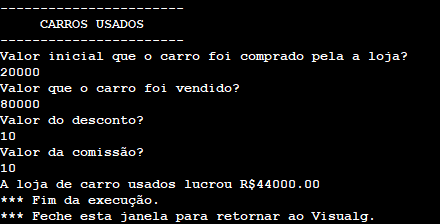 -----------------------
CARROS USADOS
-----------------------
Valor inicial que o carro foi comprado pela a loja?
20000
Valor que o carro foi vendido?
80000
Valor do desconto?
10
Valor da comissão?
10
A loja de carro usados lucrou R$44000.00
*** Fim da execução.
*** Feche esta janela para retornar ao Visualg.